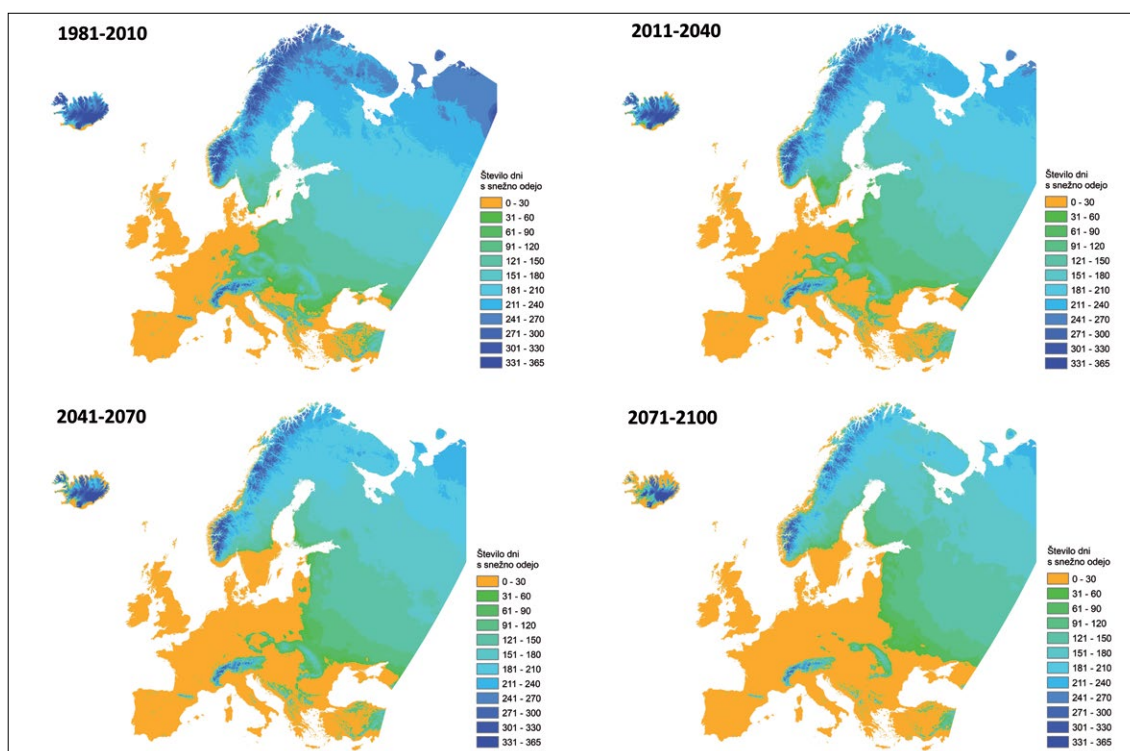 1981-2010
Število dni
s snežno odejo
0 - 30
31 - 60
61 - 90
91 - 120
121 - 150
151 - 180
181 - 210
211 - 240
241 - 270
271 - 300
301 - 330
331 - 365
2011-2040
Število dni
s snežno odejo
0 - 30
31 - 60
61 - 90
91 - 120
121 - 150
151 - 180
181 - 210
211 - 240
241 - 270
271 - 300
301 - 330
331 - 365
2041-2070
Število dni
s snežno odejo
0 - 30
31 - 60
61 - 90
91 - 120
121 - 150
151 - 180
181 - 210
211 - 240
241 - 270
271 - 300
301 - 330
331 - 365
2071-2100
Število dni
s snežno odejo
0 - 30
31 - 60
61 - 90
91 - 120
121 - 150
151 - 180
181 - 210
211 - 240
241 - 270
271 - 300
301 - 330
331 - 365